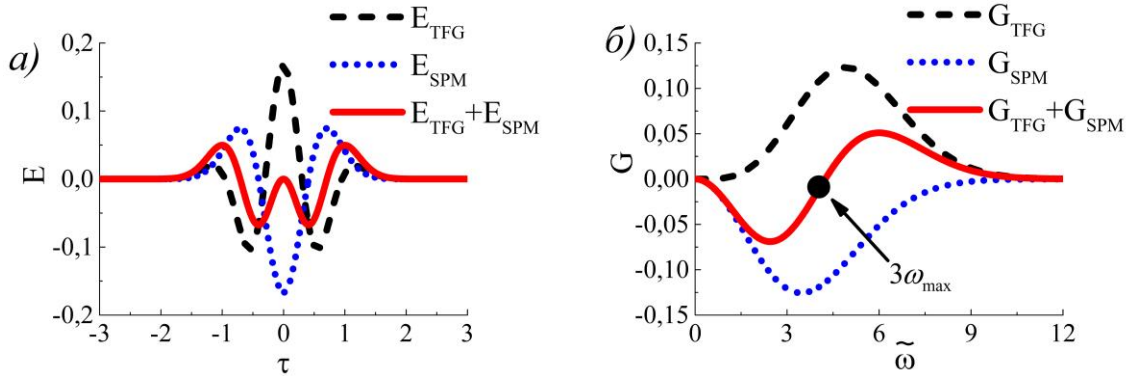 а)
E_TFG
E_SPM
E_TFG+E_SPM
0,2
0,1
0,0
-0,1
-0,2
E
-3 -2 -1 0 1 2 3
τ
б)
G_TFG
G_SPM
G_TFG+G_SPM
0,15
0,10
0,05
0,00
-0,05
-0,10
-0,15
G
3ω_max
0 3 6 9 12
ω̃